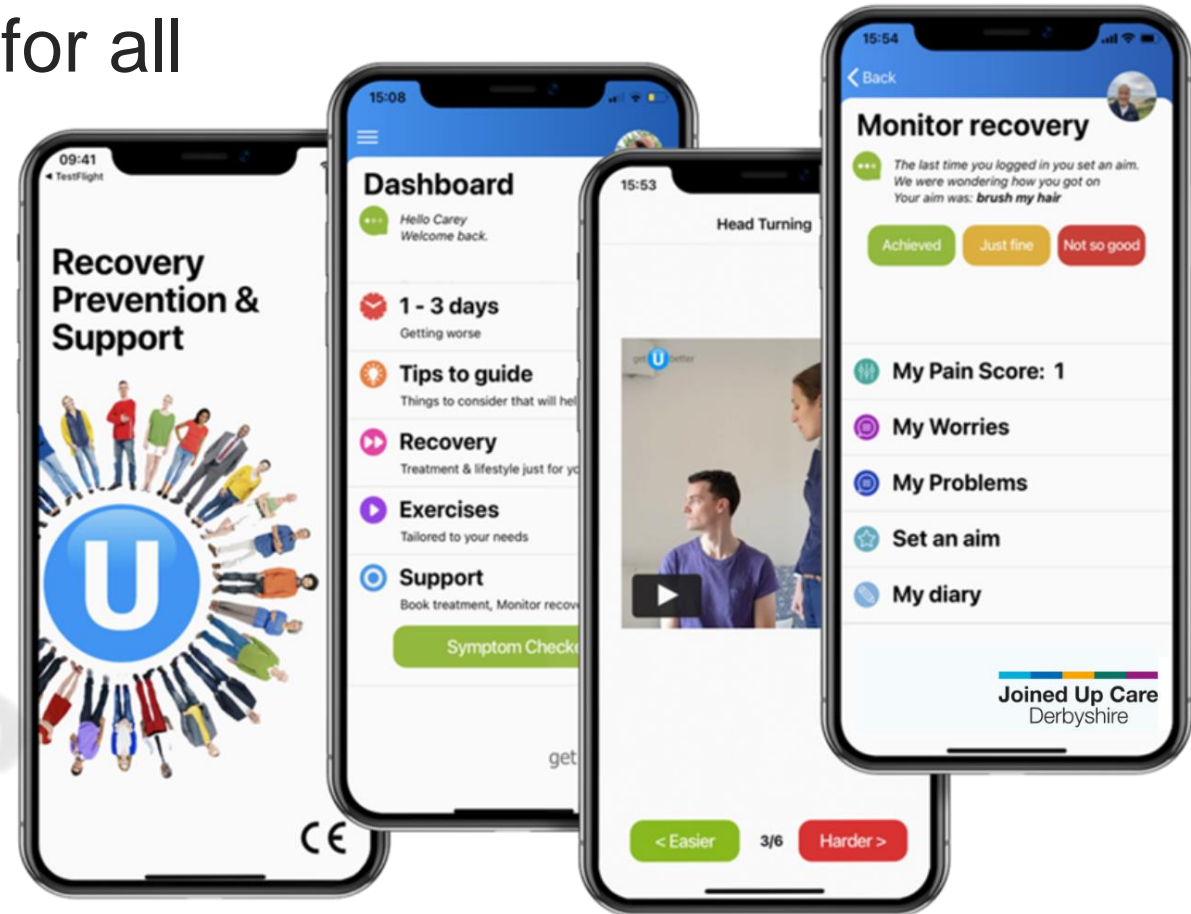 for all
09:41
TestFlight
Recovery
Prevention &
Support
U
CE
15:08
Dashboard
Hello Carey
Welcome back.
1 - 3 days
Getting worse
Tips to guide
Things to consider that will hel
Recovery
Treatment & lifestyle just for yo
Exercises
Tailored to your needs
Support
Book treatment, Monitor recov
Symptom Checke
get
15:53
Head Turning
get U better
< Easier
3/6
Harder >
15:54
Back
Monitor recovery
The last time you logged in you set an aim.
We were wondering how you got on
Your aim was: brush my hair
Achieved
Just fine
Not so good
My Pain Score: 1
My Worries
My Problems
Set an aim
My diary
Joined Up Care
Derbyshire